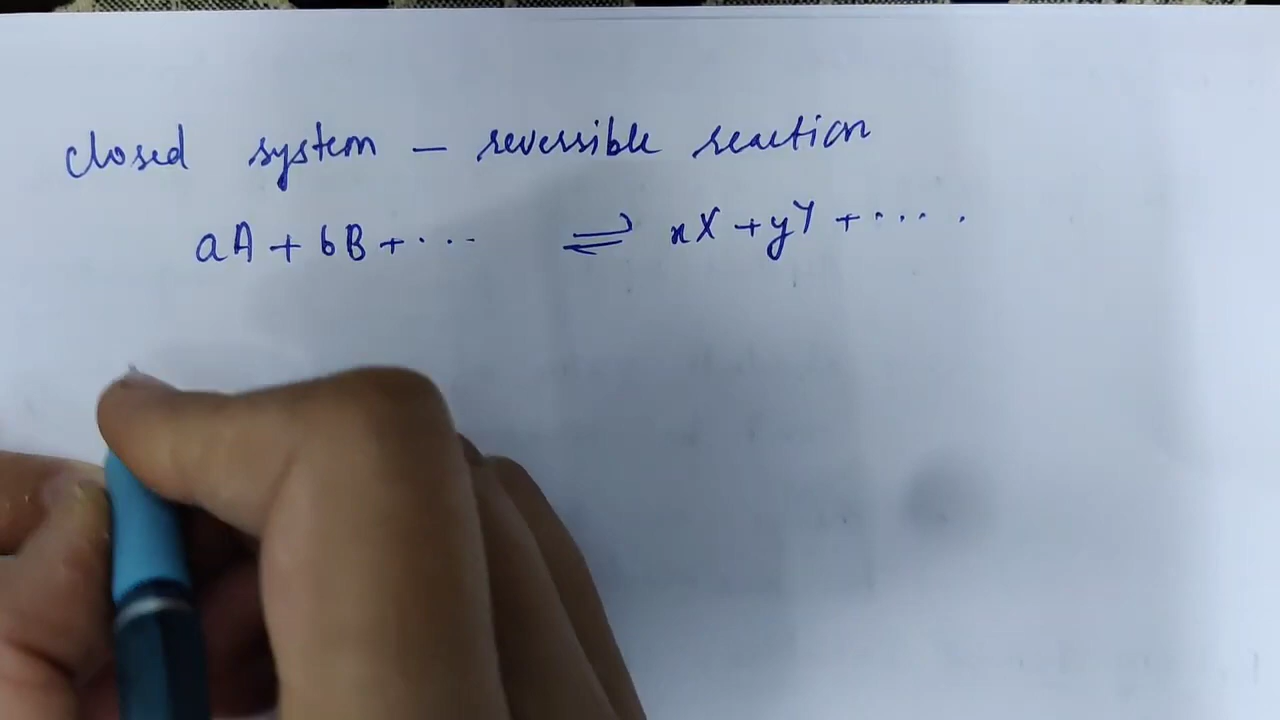 closed system – reversible reaction
aA + bB + ··· ⇌ xX + yY + ·····